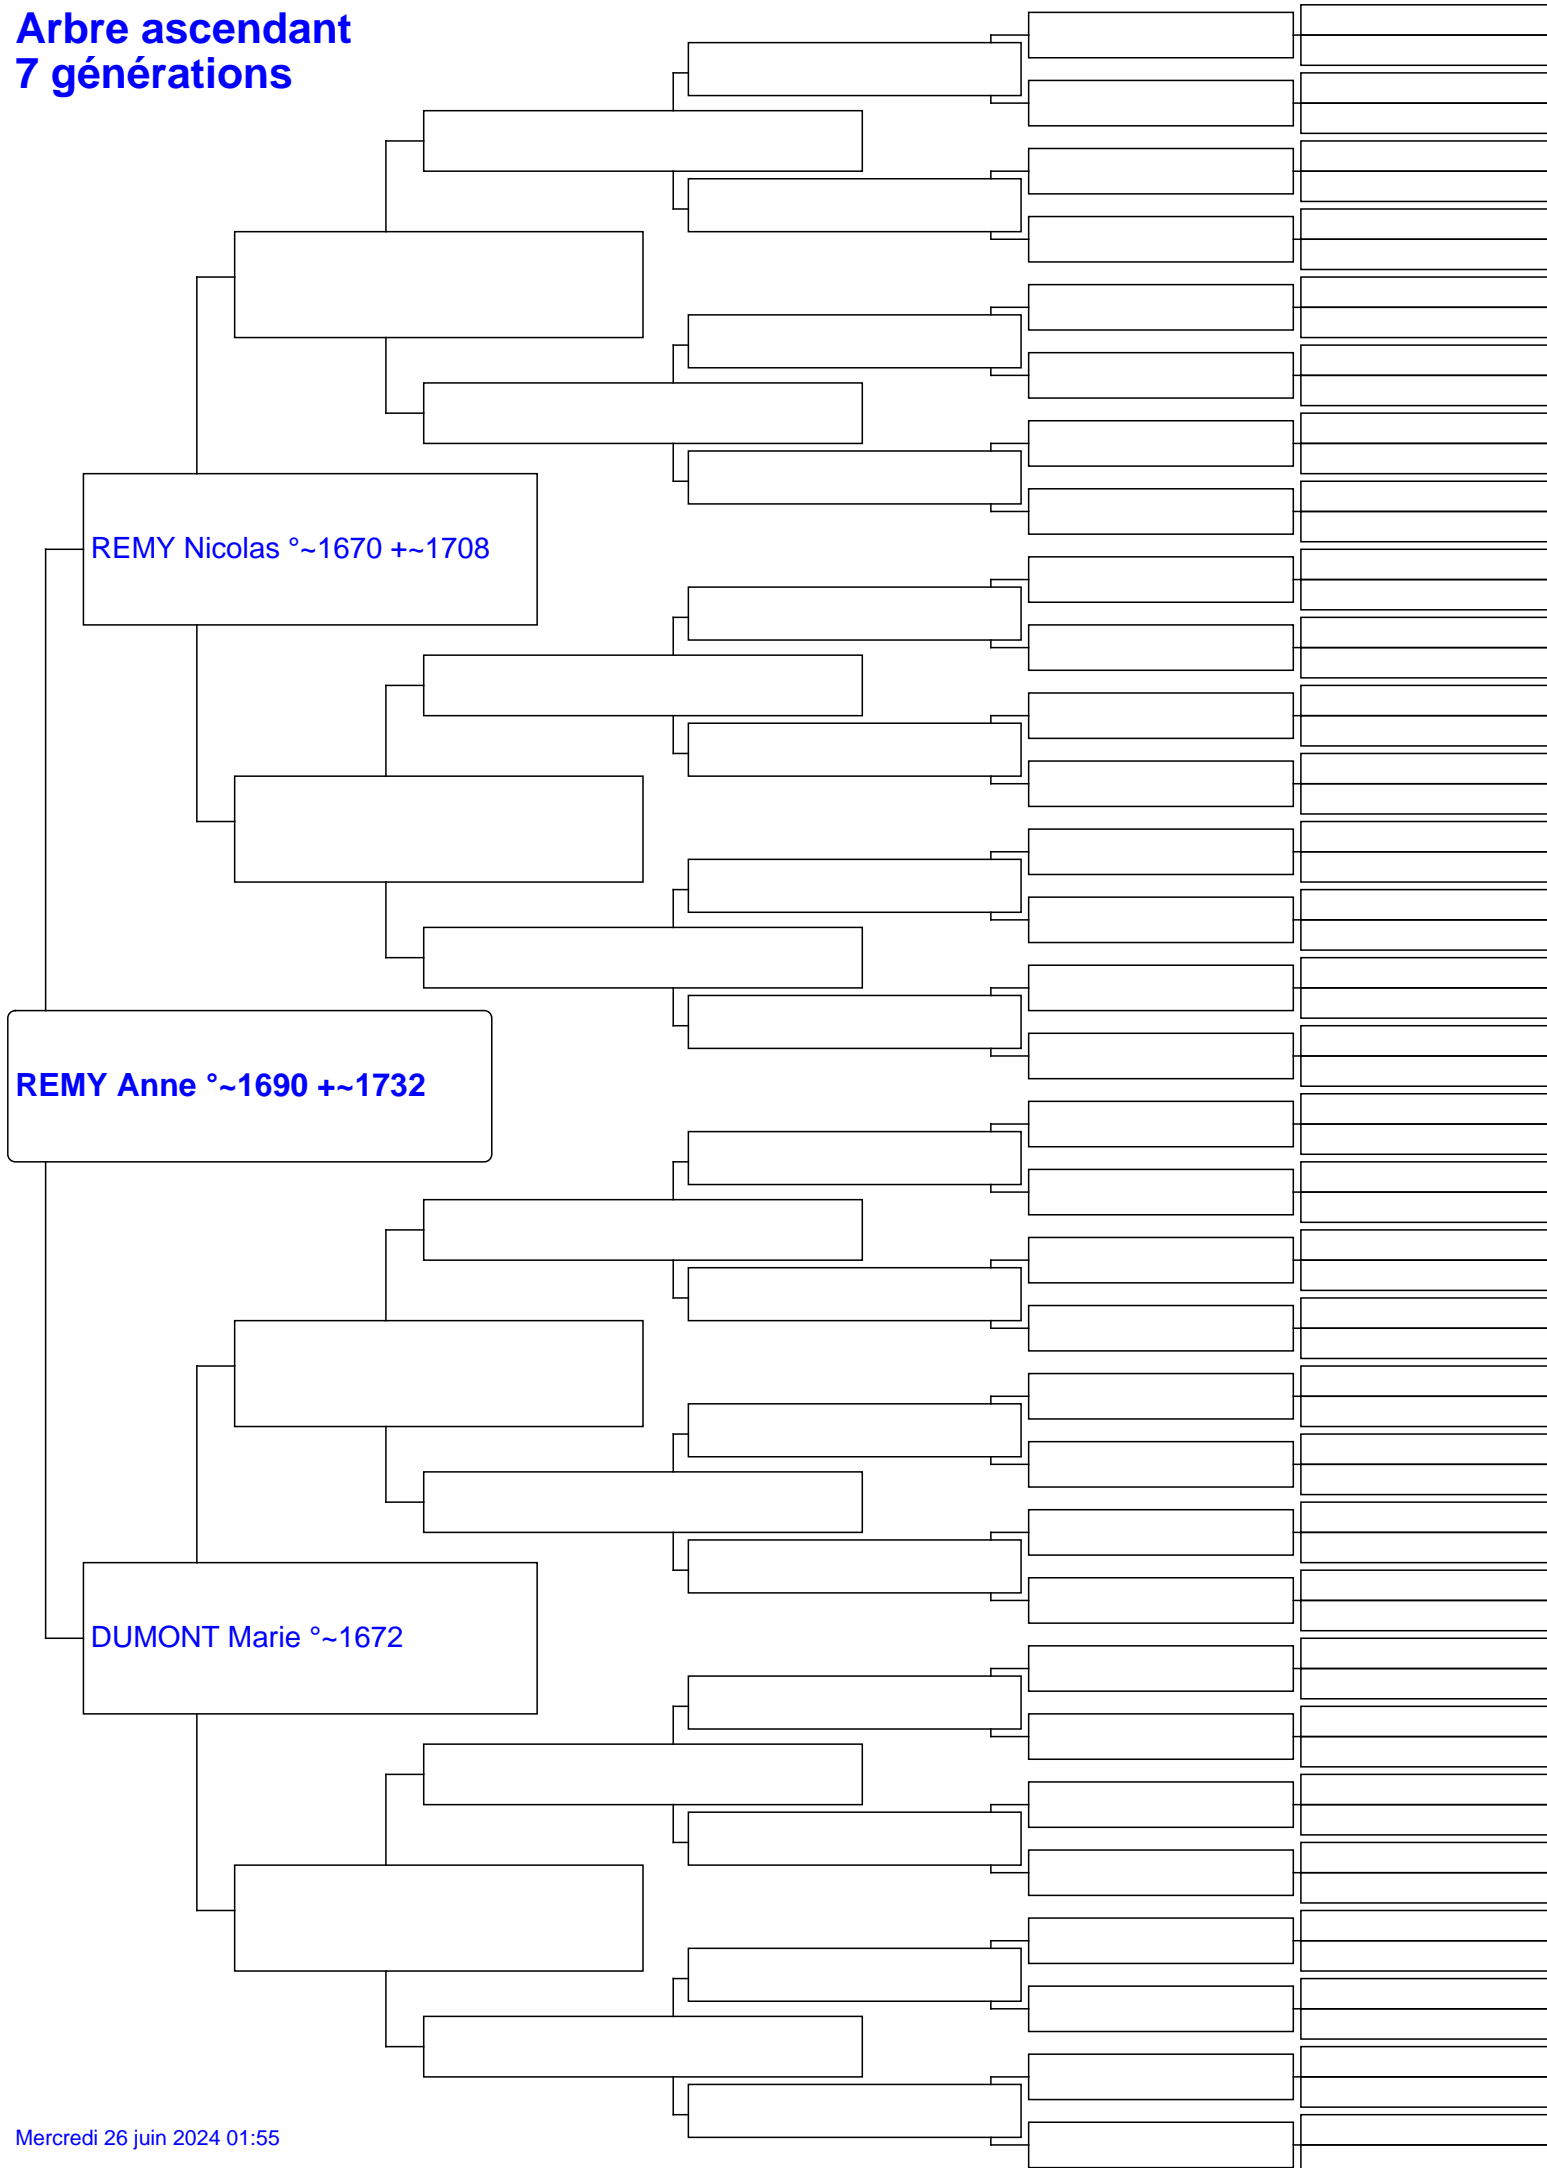 Arbre ascendant
7 générations
REMY Nicolas °~1670 +~1708
REMY Anne °~1690 +~1732
DUMONT Marie °~1672
Mercredi 26 juin 2024 01:55